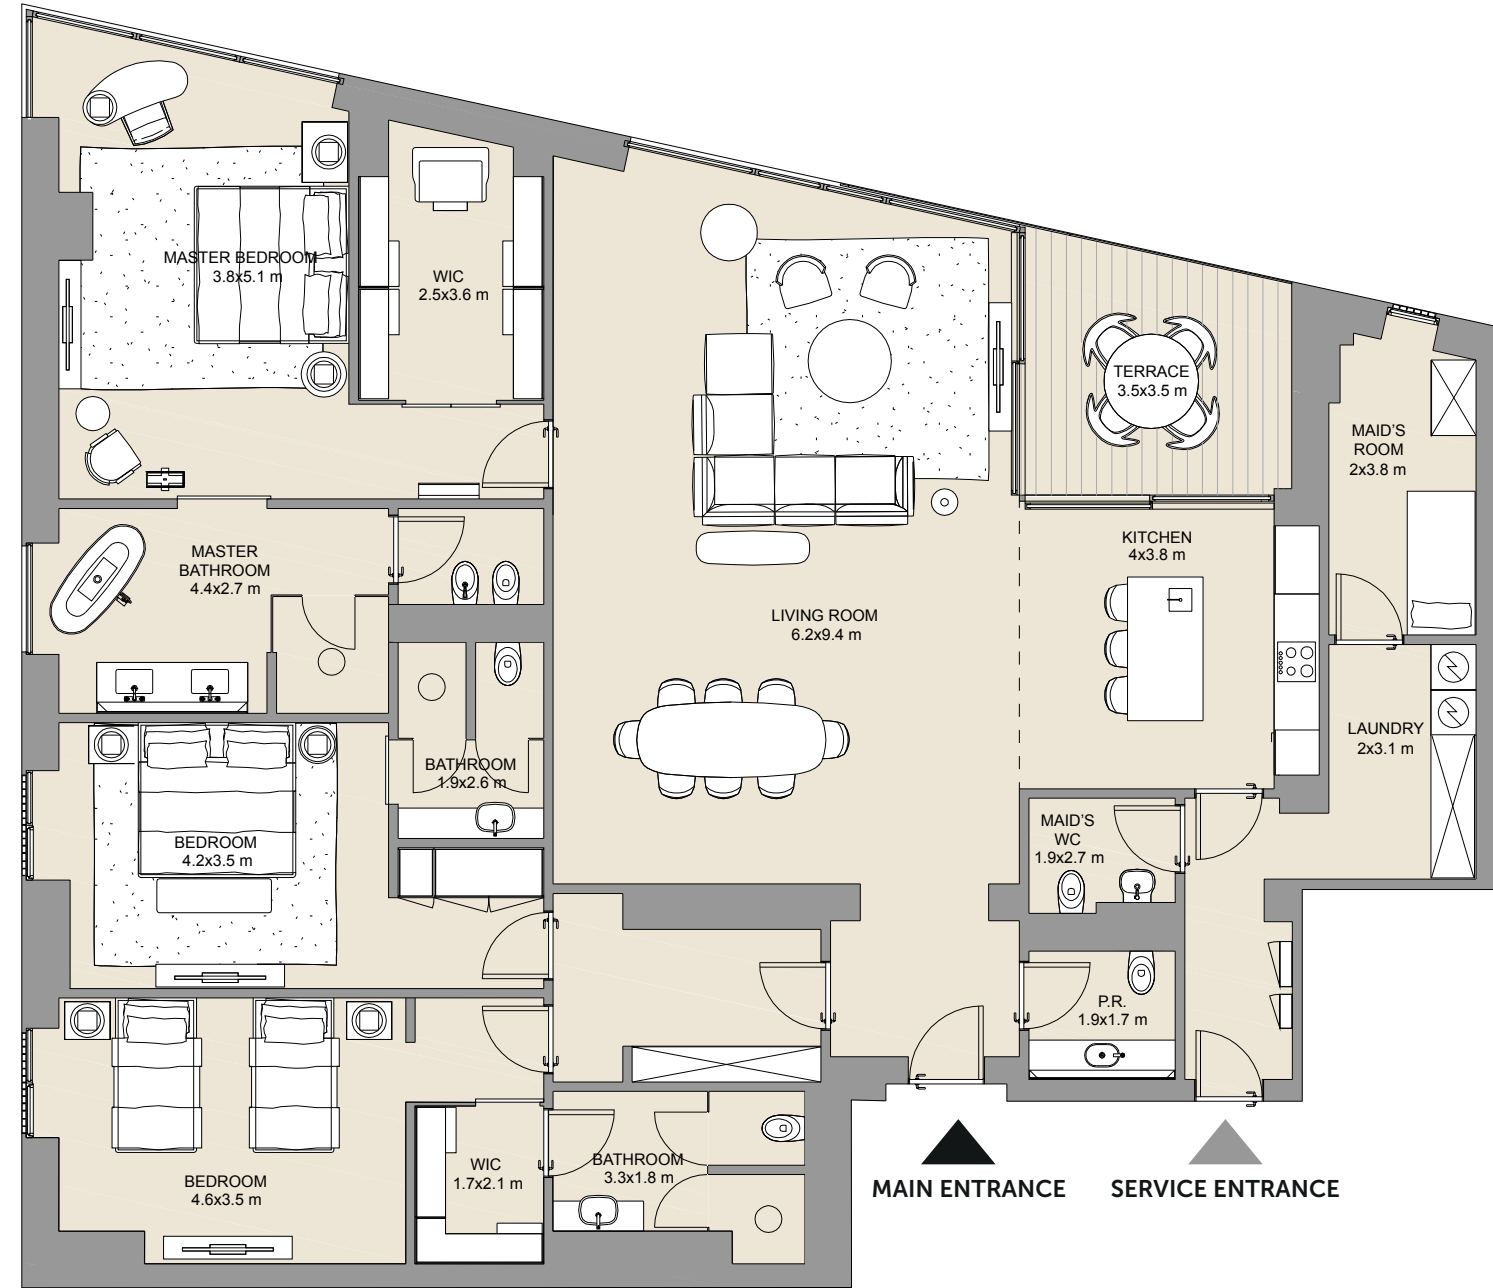 MASTER BEDROOM
3.8x5.1 m
WIC
2.5x3.6 m
TERRACE
3.5x3.5 m
MAID'S
ROOM
2x3.8 m
MASTER
BATHROOM
4.4x2.7 m
KITCHEN
4x3.8 m
LIVING ROOM
6.2x9.4 m
LAUNDRY
2x3.1 m
BATHROOM
1.9x2.6 m
BEDROOM
4.2x3.5 m
MAID'S
WC
1.9x2.7 m
P.R.
1.9x1.7 m
BEDROOM
4.6x3.5 m
WIC
1.7x2.1 m
BATHROOM
3.3x1.8 m
MAIN ENTRANCE
SERVICE ENTRANCE